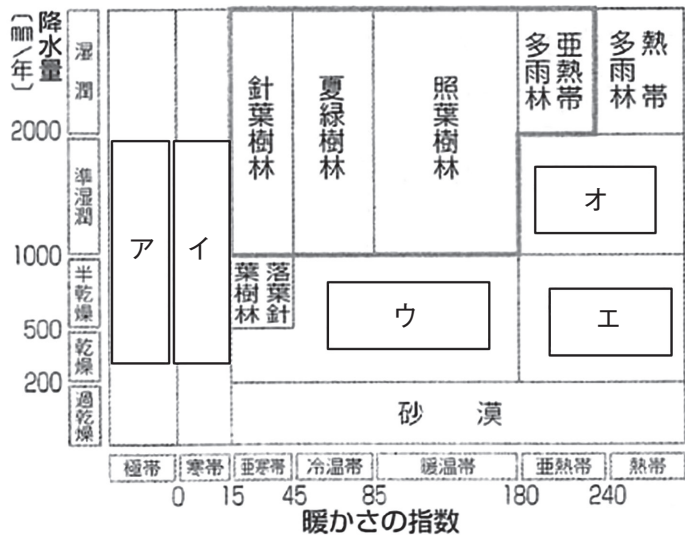 降水量
〔mm/年〕
湿潤
2000
準湿潤
1000
半乾燥
500
乾燥
200
過乾燥
針葉樹林
夏緑樹林
照葉樹林
亜熱帯
多雨林
熱帯
多雨林
ア
イ
オ
落葉針
葉樹林
ウ
エ
砂漠
極帯
寒帯
亜寒帯
冷温帯
暖温帯
亜熱帯
熱帯
0 15 45 85 180 240
暖かさの指数